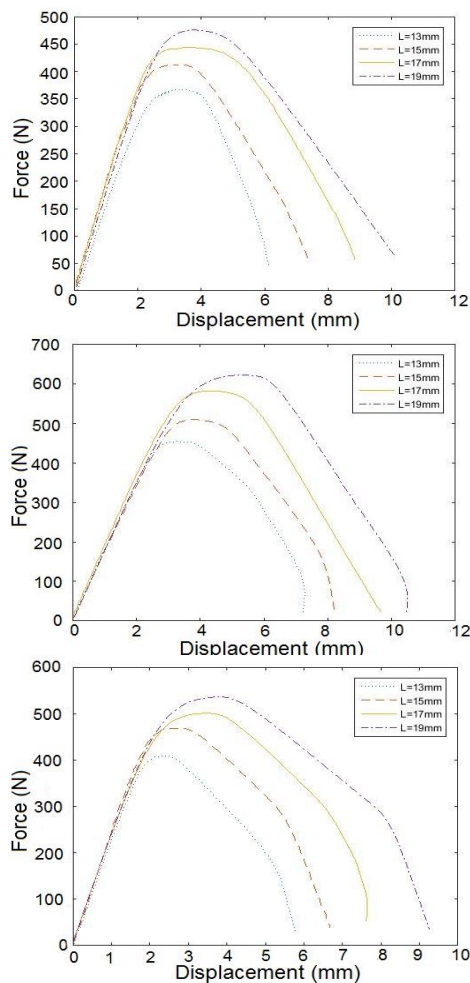 500
450
400
350
300
250
200
150
100
50
0
Force (N)
L=13mm
L=15mm
L=17mm
L=19mm
0 2 4 6 8 10 12
Displacement (mm)
700
600
500
400
300
200
100
0
Force (N)
L=13mm
L=15mm
L=17mm
L=19mm
0 2 4 6 8 10 12
Displacement (mm)
600
500
400
300
200
100
0
Force (N)
L=13mm
L=15mm
L=17mm
L=19mm
0 1 2 3 4 5 6 7 8 9 10
Displacement (mm)